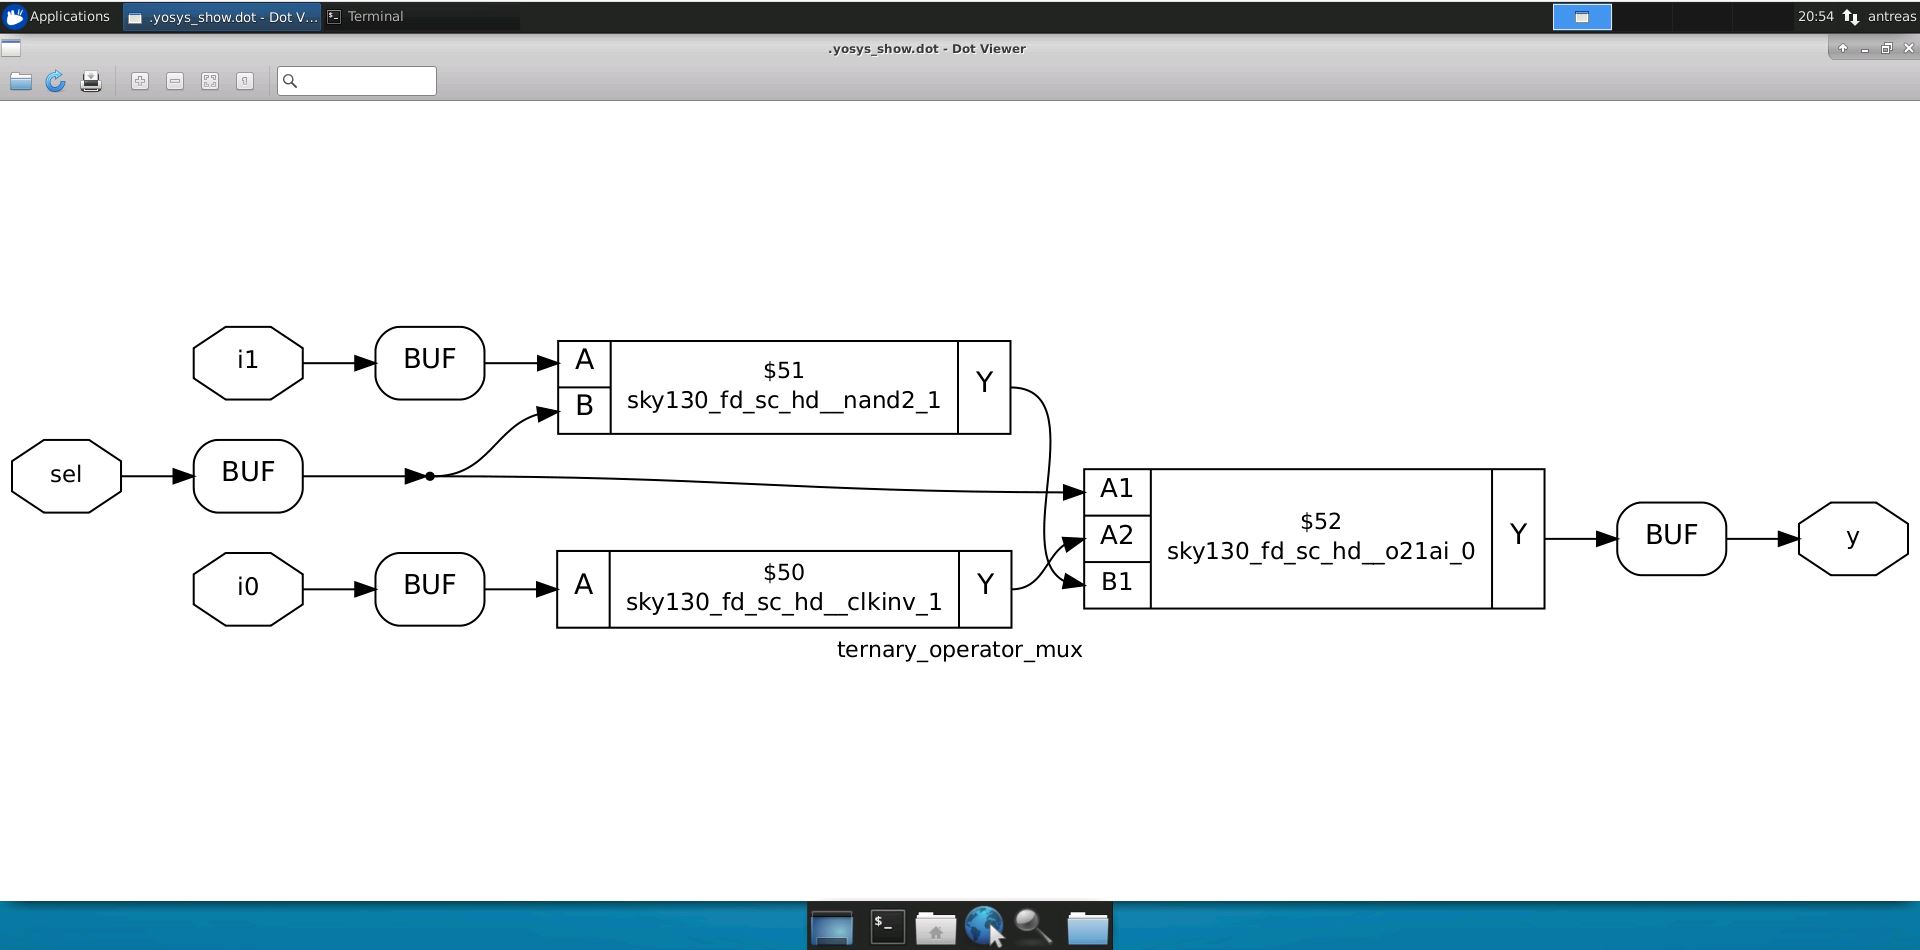 Applications
.yosys_show.dot - Dot V...
Terminal
20:54
antreas
.yosys_show.dot - Dot Viewer
i1
BUF
A
B
$51
sky130_fd_sc_hd__nand2_1
Y
sel
BUF
i0
BUF
A
$50
sky130_fd_sc_hd__clkinv_1
Y
A1
A2
B1
$52
sky130_fd_sc_hd__o21ai_0
Y
BUF
y
ternary_operator_mux
$_